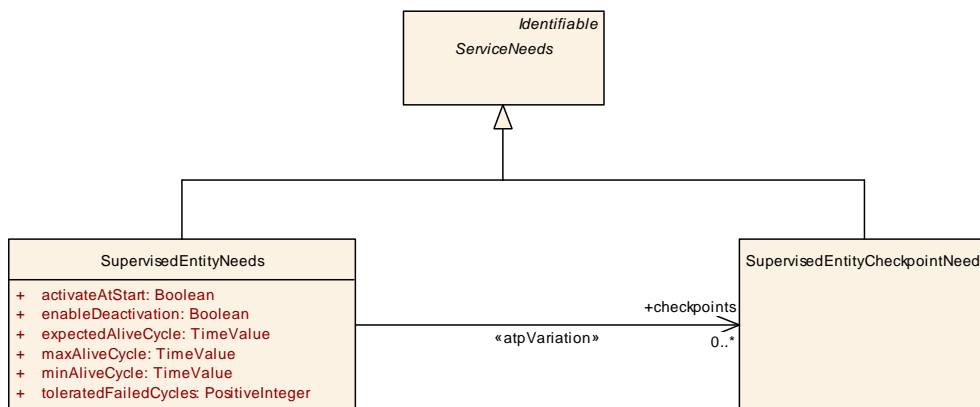 Identifiable
ServiceNeeds
SupervisedEntityNeeds
+ activateAtStart: Boolean
+ enableDeactivation: Boolean
+ expectedAliveCycle: TimeValue
+ maxAliveCycle: TimeValue
+ minAliveCycle: TimeValue
+ toleratedFailedCycles: PositiveInteger
+checkpoints
«atpVariation»
0..*
SupervisedEntityCheckpointNeed